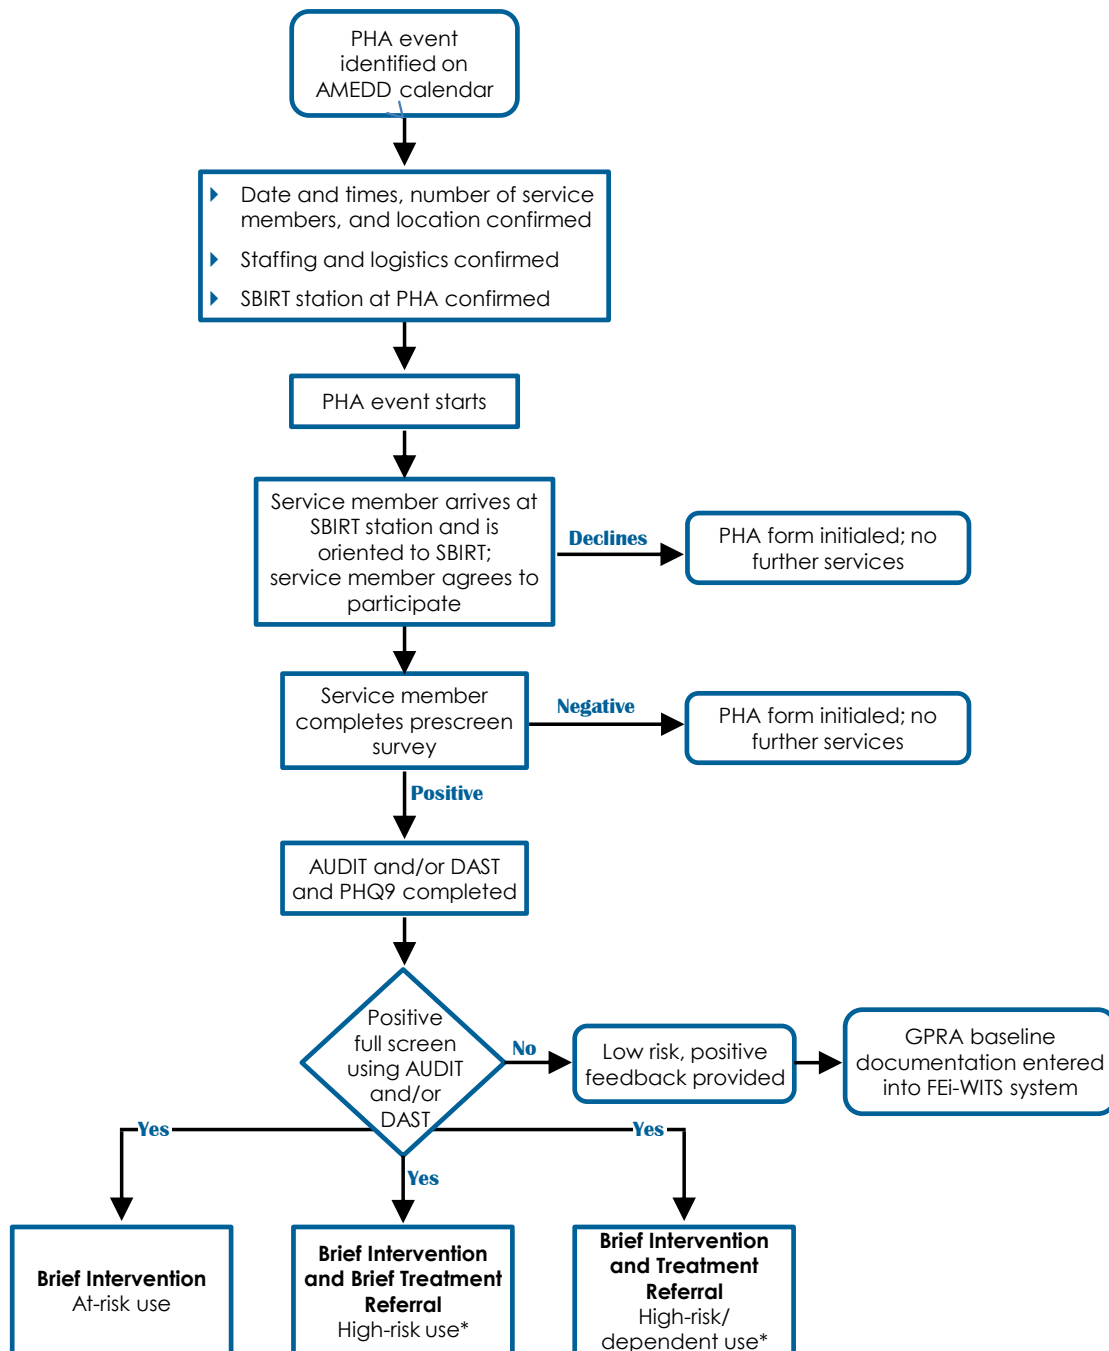 PHA event
identified on
AMEDD calendar
Date and times, number of service
members, and location confirmed
Staffing and logistics confirmed
SBIRT station at PHA confirmed
PHA event starts
Service member arrives at
SBIRT station and is
oriented to SBIRT;
service member agrees to
participate
Declines
PHA form initialed; no
further services
Service member
completes prescreen
survey
Negative
PHA form initialed; no
further services
Positive
AUDIT and/or DAST
and PHQ9 completed
Positive
full screen
using AUDIT
and/or
DAST
No
Low risk, positive
feedback provided
GPRA baseline
documentation entered
into FEi-WITS system
Yes
Yes
Yes
Brief Intervention
At-risk use
Brief Intervention
and Brief Treatment
Referral
High-risk use*
Brief Intervention
and Treatment
Referral
High-risk/
dependent use*